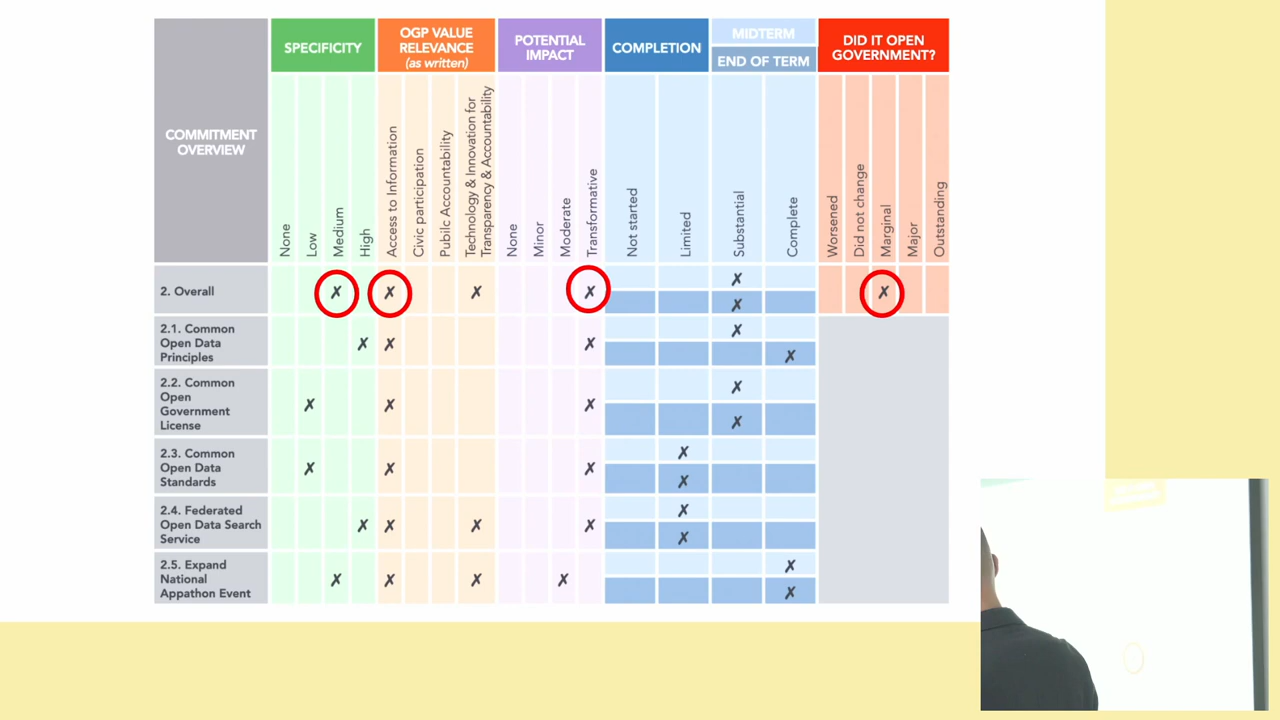 SPECIFICITY
OGP VALUE
RELEVANCE
(as written)
POTENTIAL
IMPACT
COMPLETION
MIDTERM
END OF TERM
DID IT OPEN
GOVERNMENT?
COMMITMENT
OVERVIEW
None
Low
Medium
High
Access to Information
Civic participation
Pubilc Accountability
Technology & Innovation for
Transparency & Accountability
None
Minor
Moderate
Transformative
Not started
Limited
Substantial
Complete
Worsened
Did not change
Marginal
Major
Outstanding
2. Overall
✗ ✗ ✗ ✗ ✗ ✗
✗
2.1. Common
Open Data
Principles
✗ ✗ ✗ ✗
✗
2.2. Common
Open
Government
License
✗ ✗ ✗ ✗
✗
2.3. Common
Open Data
Standards
✗ ✗ ✗ ✗
✗
2.4. Federated
Open Data Search
Service
✗ ✗ ✗ ✗ ✗
✗
2.5. Expand
National
Appathon Event
✗ ✗ ✗ ✗ ✗
✗